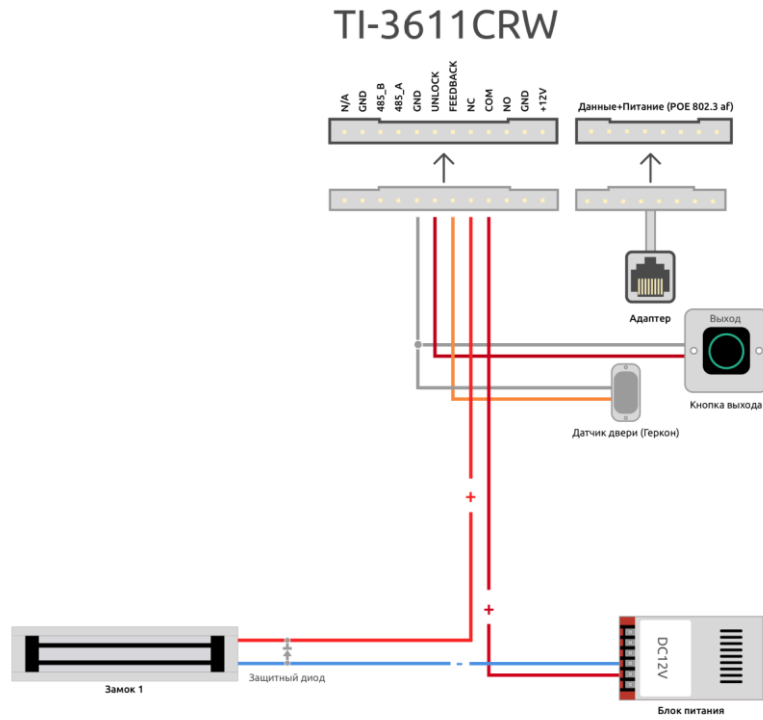 TI-3611CRW
N/A
GND
485_B
485_A
GND
UNLOCK
FEEDBACK
NC
COM
NO
GND
+12V
Данные+Питание (POE 802.3 af)
Адаптер
Выход
Кнопка выхода
Датчик двери (Геркон)
+
+
-
DC12V
Защитный диод
Замок 1
Блок питания